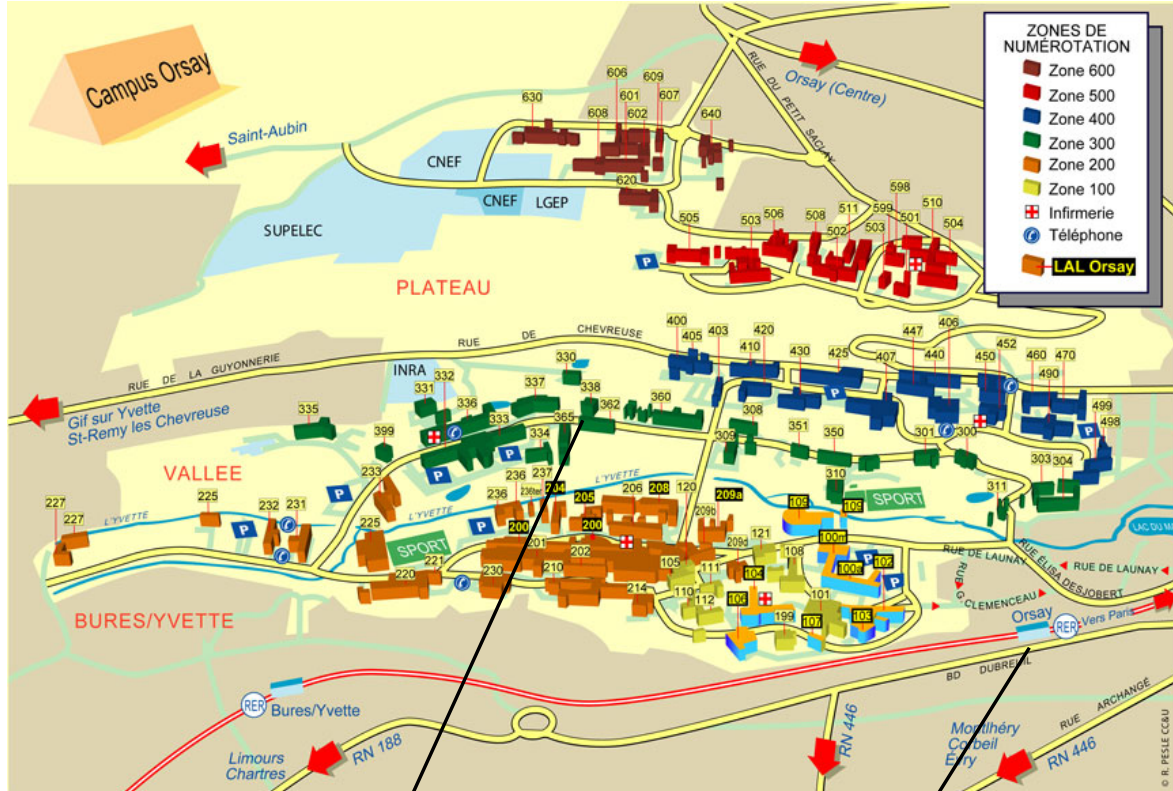 Campus Orsay
ZONES DE
NUMÉROTATION
Zone 600
Zone 500
Zone 400
Zone 300
Zone 200
Zone 100
Infirmerie
Téléphone
LAL Orsay
Orsay (Centre)
RUE DU PETIT SACLAY
Saint-Aubin
630
606
609
608
601
602
607
640
620
CNEF
CNEF
LGEP
SUPELEC
505
503
506
508
511
502
503
599
598
501
510
504
P
PLATEAU
RUE DE LA GUYONNERIE
RUE DE CHEVREUSE
Gif sur Yvette
St-Remy les Chevreuse
INRA
400
405
403
410
420
430
425
407
447
440
406
450
452
460
470
490
499
498
P
P
330
331
332
336
337
338
333
334
365
362
360
335
399
308
309
351
350
310
301
300
303
304
311
P
P
P
P
VALLEE
L'YVETTE
L'YVETTE
L'YVETTE
SPORT
SPORT
LAC DU MA
227
227
225
232
231
233
225
221
220
230
236
236
236ter
237
204
205
206
208
200
200
201
202
210
214
120
209a
209b
209d
P
P
105
110
111
112
121
108
104
106
199
107
101
103
102
100a
100m
109
109
P
RUE DE LAUNAY
RUE DE LAUNAY
RUE ÉLISA DESJOBERT
RUE G. CLEMENCEAU
BURES/YVETTE
Orsay
RER
Vers Paris
BD DUBREUIL
RER
Bures/Yvette
Limours
Chartres
RN 188
RN 446
Montlhéry
Corbeil
Evry
RN 446
RUE ARCHANGÉ
© R. PESLE CC&U